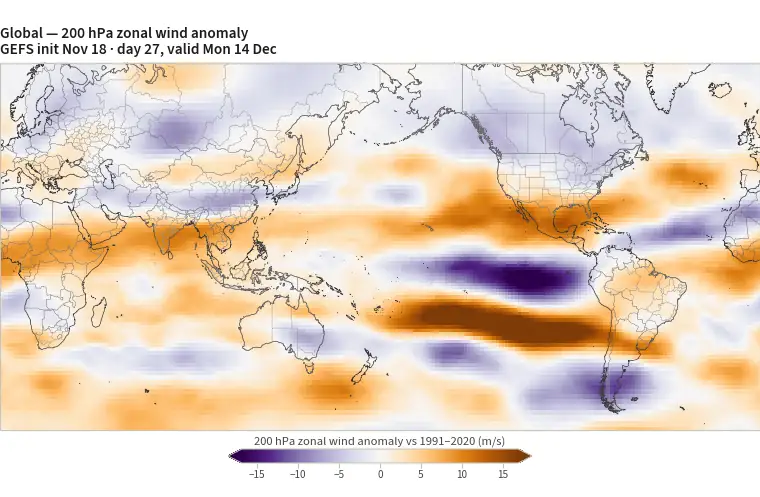 Global — 200 hPa zonal wind anomaly
GEFS init Nov 18 · day 27, valid Mon 14 Dec
200 hPa zonal wind anomaly vs 1991–2020 (m/s)
−15 −10 −5 0 5 10 15